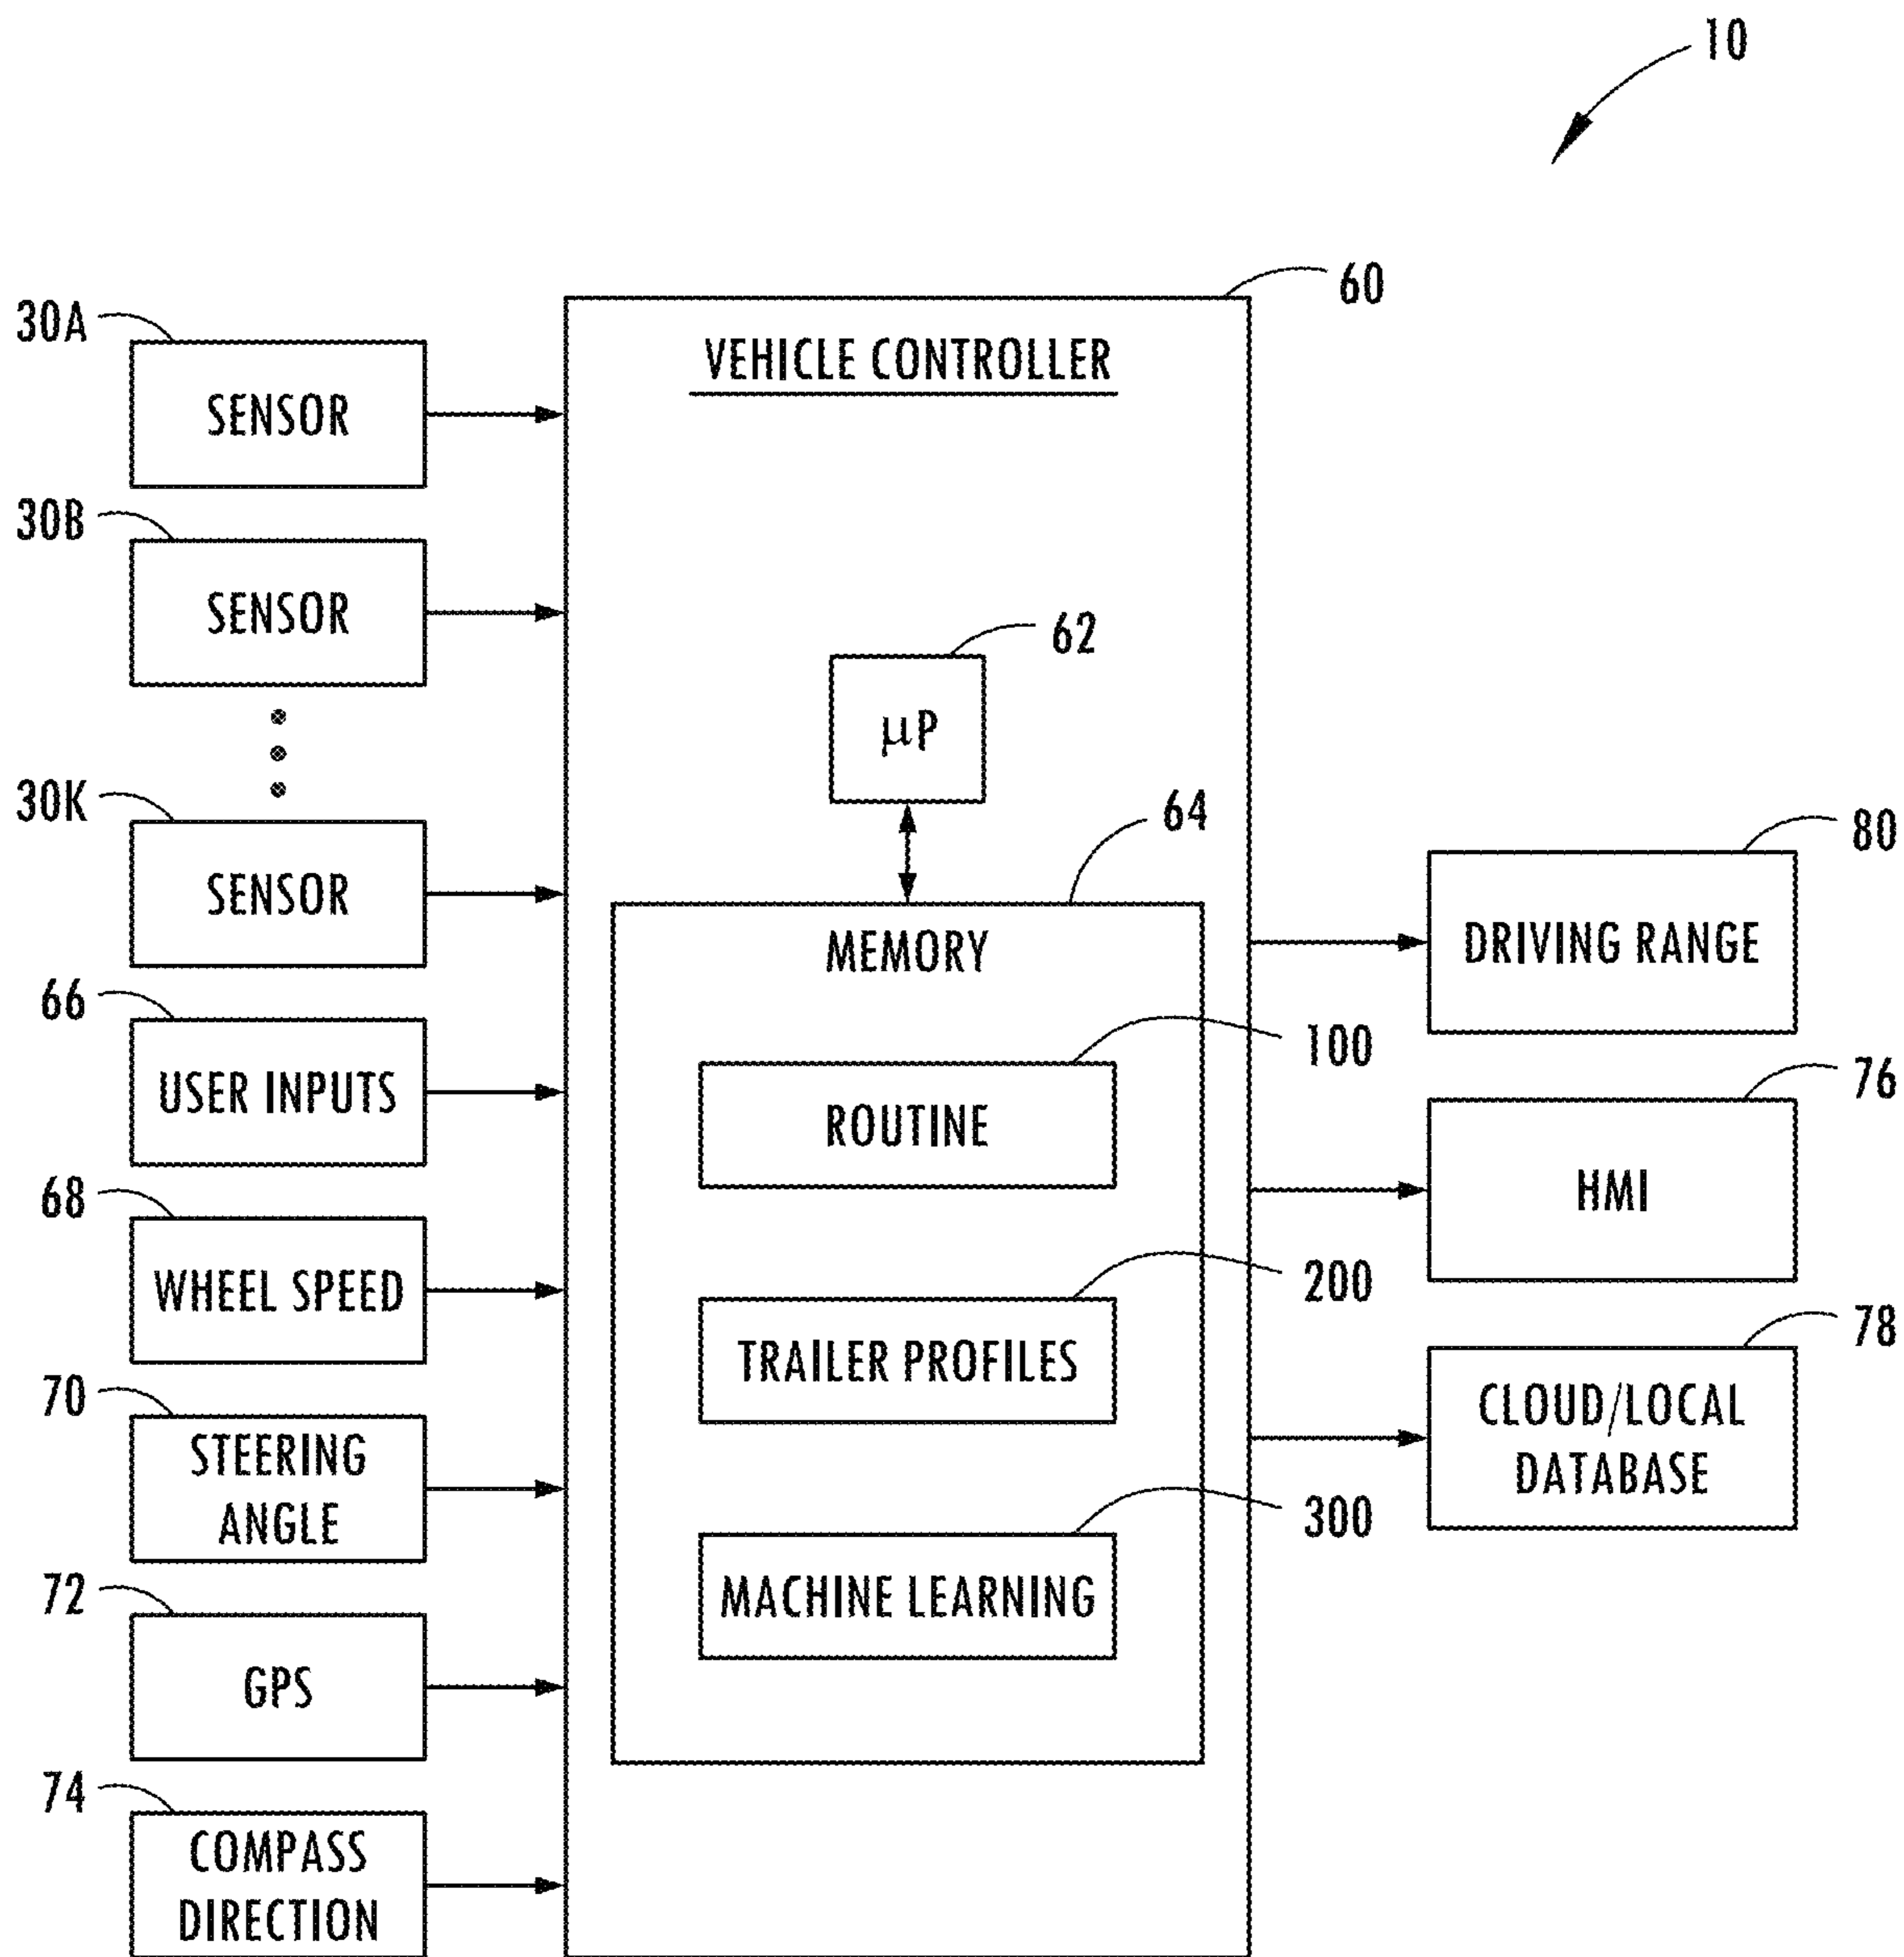 10
60
30A
VEHICLE CONTROLLER
SENSOR
30B
SENSOR
62
μP
30K
64
SENSOR
80
MEMORY
DRIVING RANGE
66
100
USER INPUTS
ROUTINE
76
HMI
68
200
WHEEL SPEED
TRAILER PROFILES
78
70
CLOUD/LOCAL
DATABASE
STEERING
ANGLE
300
72
MACHINE LEARNING
GPS
74
COMPASS
DIRECTION